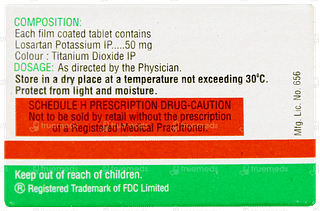 COMPOSITION:
Each film coated tablet contains
Losartan Potassium IP.....50 mg
Colour : Titanium Dioxide IP
DOSAGE: As directed by the Physician.
Store in a dry place at a temperature not exceeding 30°C.
Protect from light and moisture.
SCHEDULE H PRESCRIPTION DRUG-CAUTION
Not to be sold by retail without the prescription
of a Registered Medical Practitioner.
Mfg. Lic. No. 656
Keep out of reach of children.
® Registered Trademark of FDC Limited